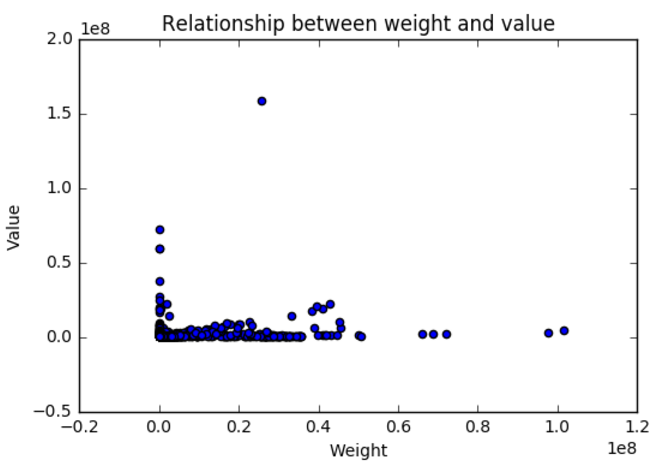 Relationship between weight and value
1e8
2.0
1.5
1.0
0.5
0.0
−0.5
Value
−0.2 0.0 0.2 0.4 0.6 0.8 1.0 1.2
1e8
Weight